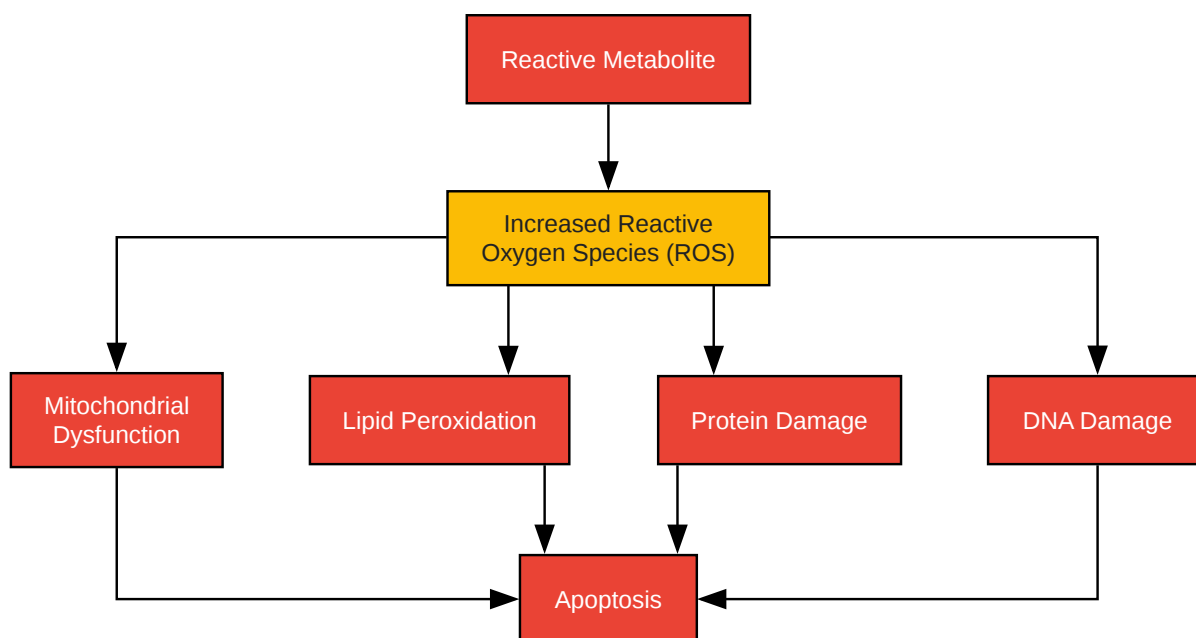 Reactive Metabolite
Increased Reactive
Oxygen Species (ROS)
Mitochondrial
Dysfunction
Lipid Peroxidation
Protein Damage
DNA Damage
Apoptosis